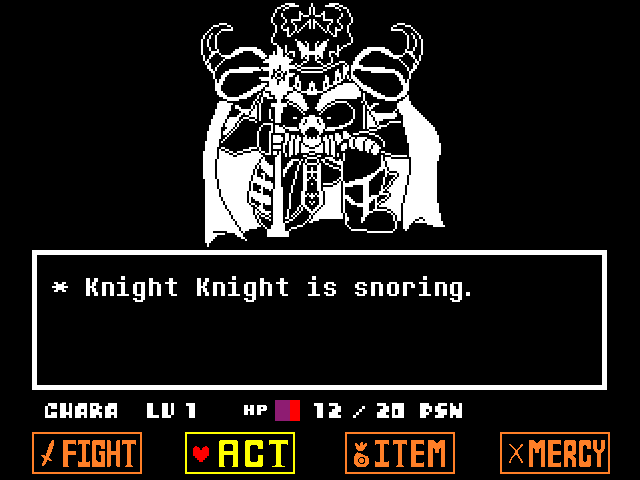 * Knight Knight is snoring.
CHARA LV 1 HP 12 / 20 PSN
FIGHT ACT ITEM MERCY